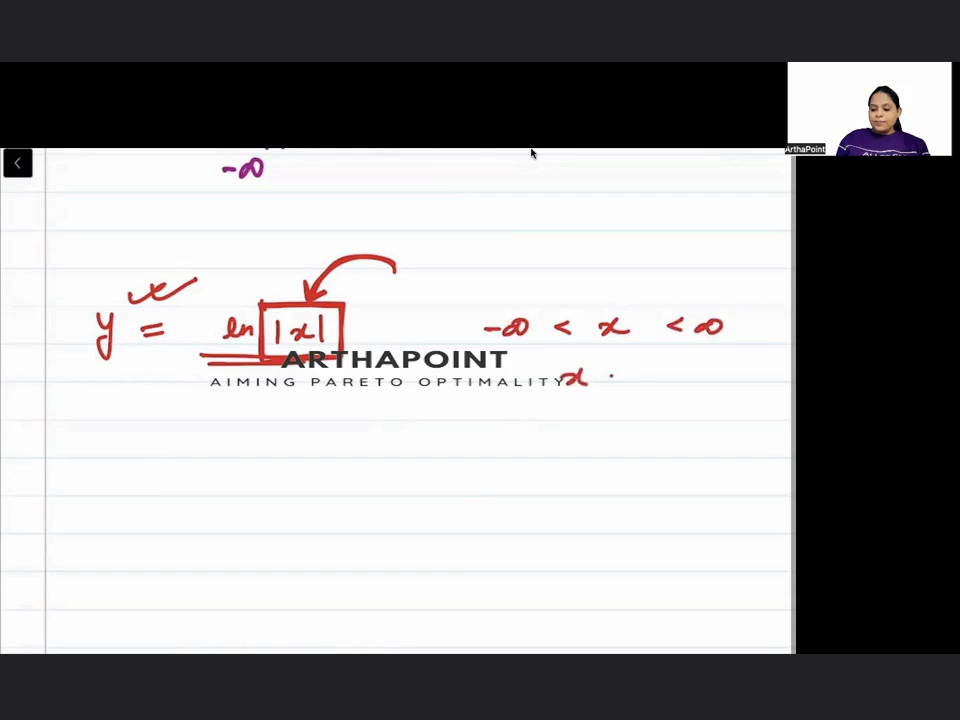 ArthaPoint
-∞
y = ln |x| -∞ < x < ∞
ARTHAPOINT
AIMING PARETO OPTIMALITY
x